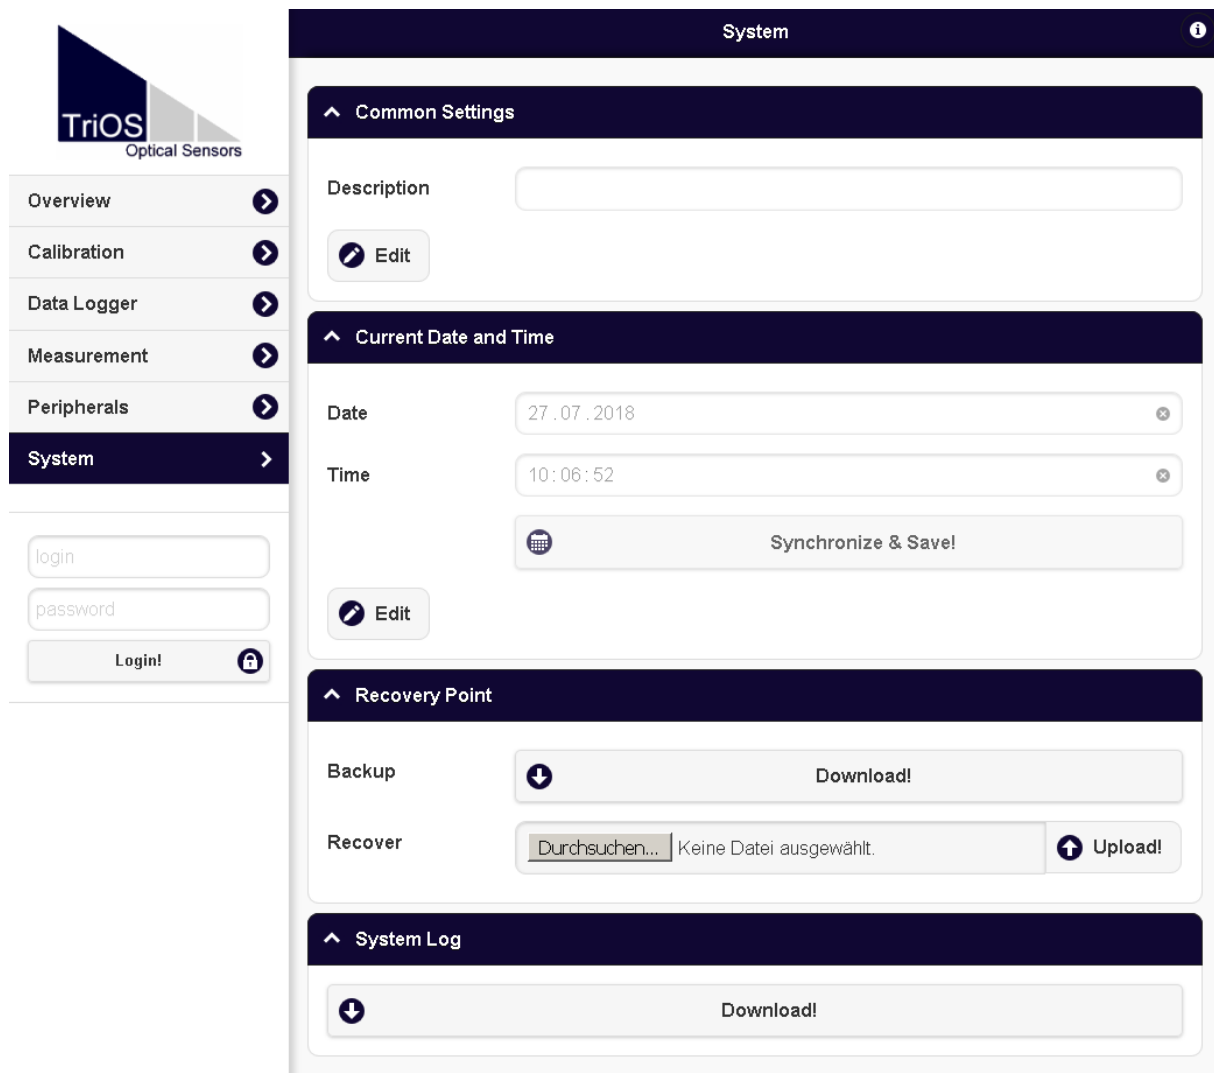 TriOS
Optical Sensors
Overview
Calibration
Data Logger
Measurement
Peripherals
System
login
password
Login!
System
Common Settings
Description
Edit
Current Date and Time
Date 27.07.2018
Time 10:06:52
Synchronize & Save!
Edit
Recovery Point
Backup Download!
Recover Durchsuchen... Keine Datei ausgewählt. Upload!
System Log
Download!